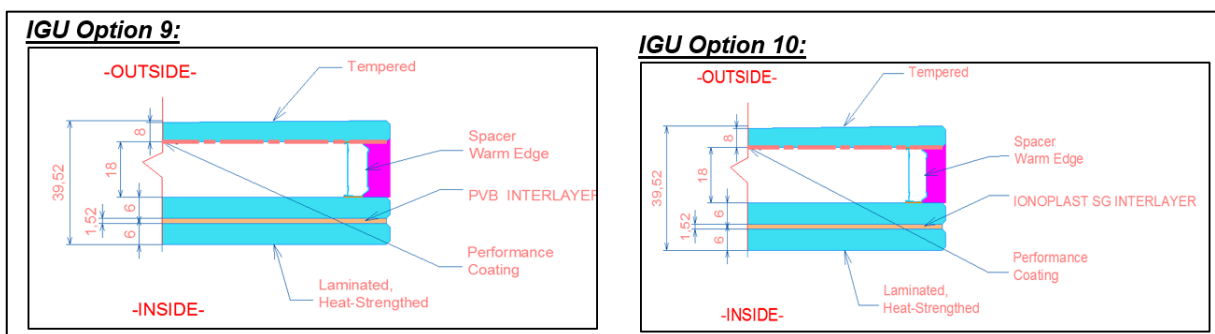 IGU Option 9:
-OUTSIDE-
Tempered
8
18
39,52
6
1,52
6
Spacer
Warm Edge
PVB INTERLAYER
Performance
Coating
Laminated,
Heat-Strengthed
-INSIDE-
IGU Option 10:
-OUTSIDE-
Tempered
8
18
39,52
6
1,52
6
Spacer
Warm Edge
IONOPLAST SG INTERLAYER
Performance
Coating
Laminated,
Heat-Strengthed
-INSIDE-